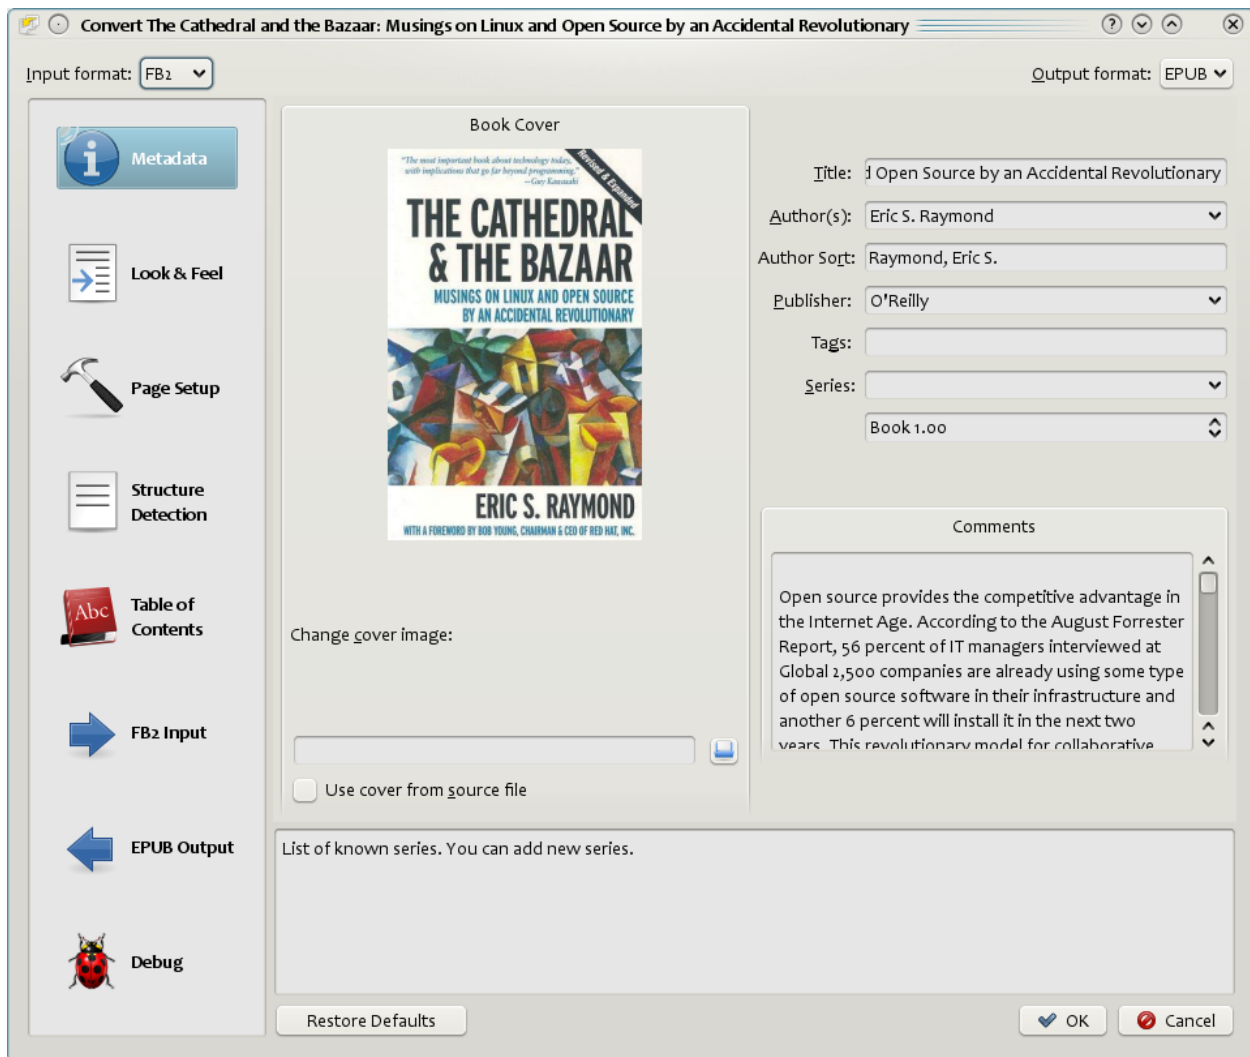 Convert The Cathedral and the Bazaar: Musings on Linux and Open Source by an Accidental Revolutionary
Input format: FB2
Output format: EPUB
Metadata
Look & Feel
Page Setup
Structure
Detection
Abc
Table of
Contents
FB2 Input
EPUB Output
Debug
Book Cover
"The most important book about technology today,
with implications that go far beyond programming."
—Guy Kawasaki
Revised & Expanded
THE CATHEDRAL
& THE BAZAAR
MUSINGS ON LINUX AND OPEN SOURCE
BY AN ACCIDENTAL REVOLUTIONARY
ERIC S. RAYMOND
WITH A FOREWORD BY BOB YOUNG, CHAIRMAN & CEO OF RED HAT, INC.
Change cover image:
Use cover from source file
Title: d Open Source by an Accidental Revolutionary
Author(s): Eric S. Raymond
Author Sort: Raymond, Eric S.
Publisher: O'Reilly
Tags:
Series:
Book 1.00
Comments
Open source provides the competitive advantage in
the Internet Age. According to the August Forrester
Report, 56 percent of IT managers interviewed at
Global 2,500 companies are already using some type
of open source software in their infrastructure and
another 6 percent will install it in the next two
years. This revolutionary model for collaborative
List of known series. You can add new series.
Restore Defaults
OK
Cancel